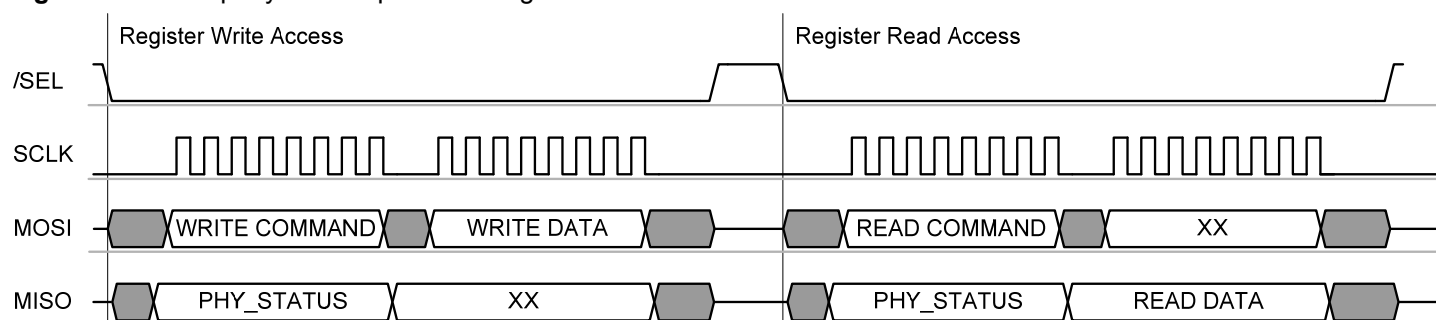 Register Write Access Register Read Access
/SEL
SCLK
MOSI WRITE COMMAND WRITE DATA READ COMMAND XX
MISO PHY_STATUS XX PHY_STATUS READ DATA